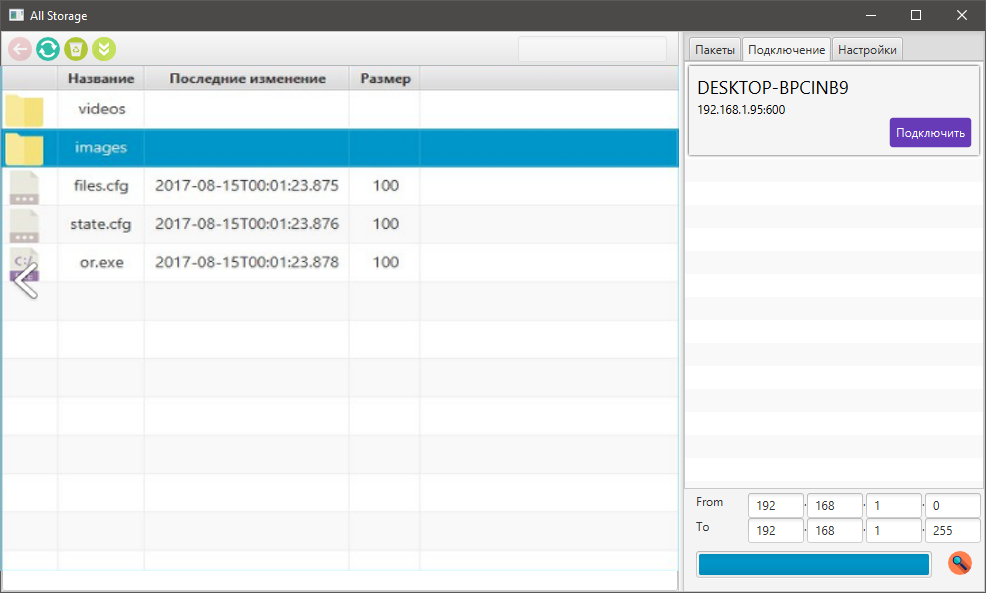 All Storage
Название Последние изменение Размер
videos
images
files.cfg 2017-08-15T00:01:23.875 100
state.cfg 2017-08-15T00:01:23.876 100
C:/
or.exe 2017-08-15T00:01:23.878 100
Пакеты Подключение Настройки
DESKTOP-BPCINB9
192.168.1.95:600
Подключить
From 192 . 168 . 1 . 0
To 192 . 168 . 1 . 255